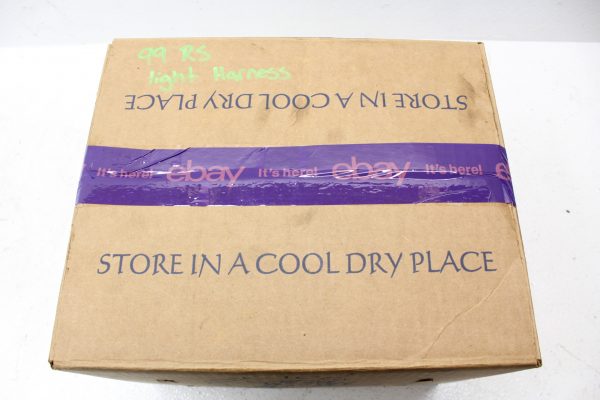 99 RS
light Harness
STORE IN A COOL DRY PLACE
It's here! ebay It's here! ebay It's here!
STORE IN A COOL DRY PLACE